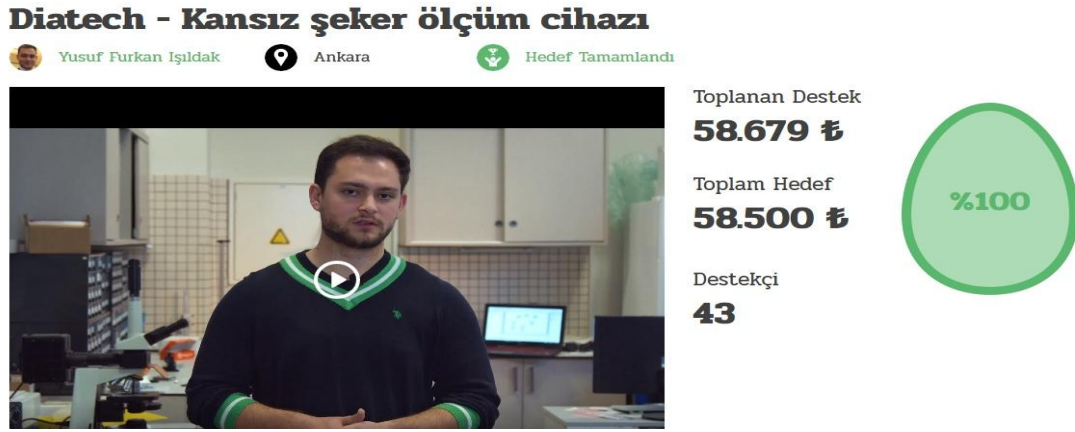 Diatech - Kansız şeker ölçüm cihazı
Yusuf Furkan Işıldak
Ankara
Hedef Tamamlandı
Toplanan Destek
58.679 ₺
Toplam Hedef
58.500 ₺
Destekçi
43
%100